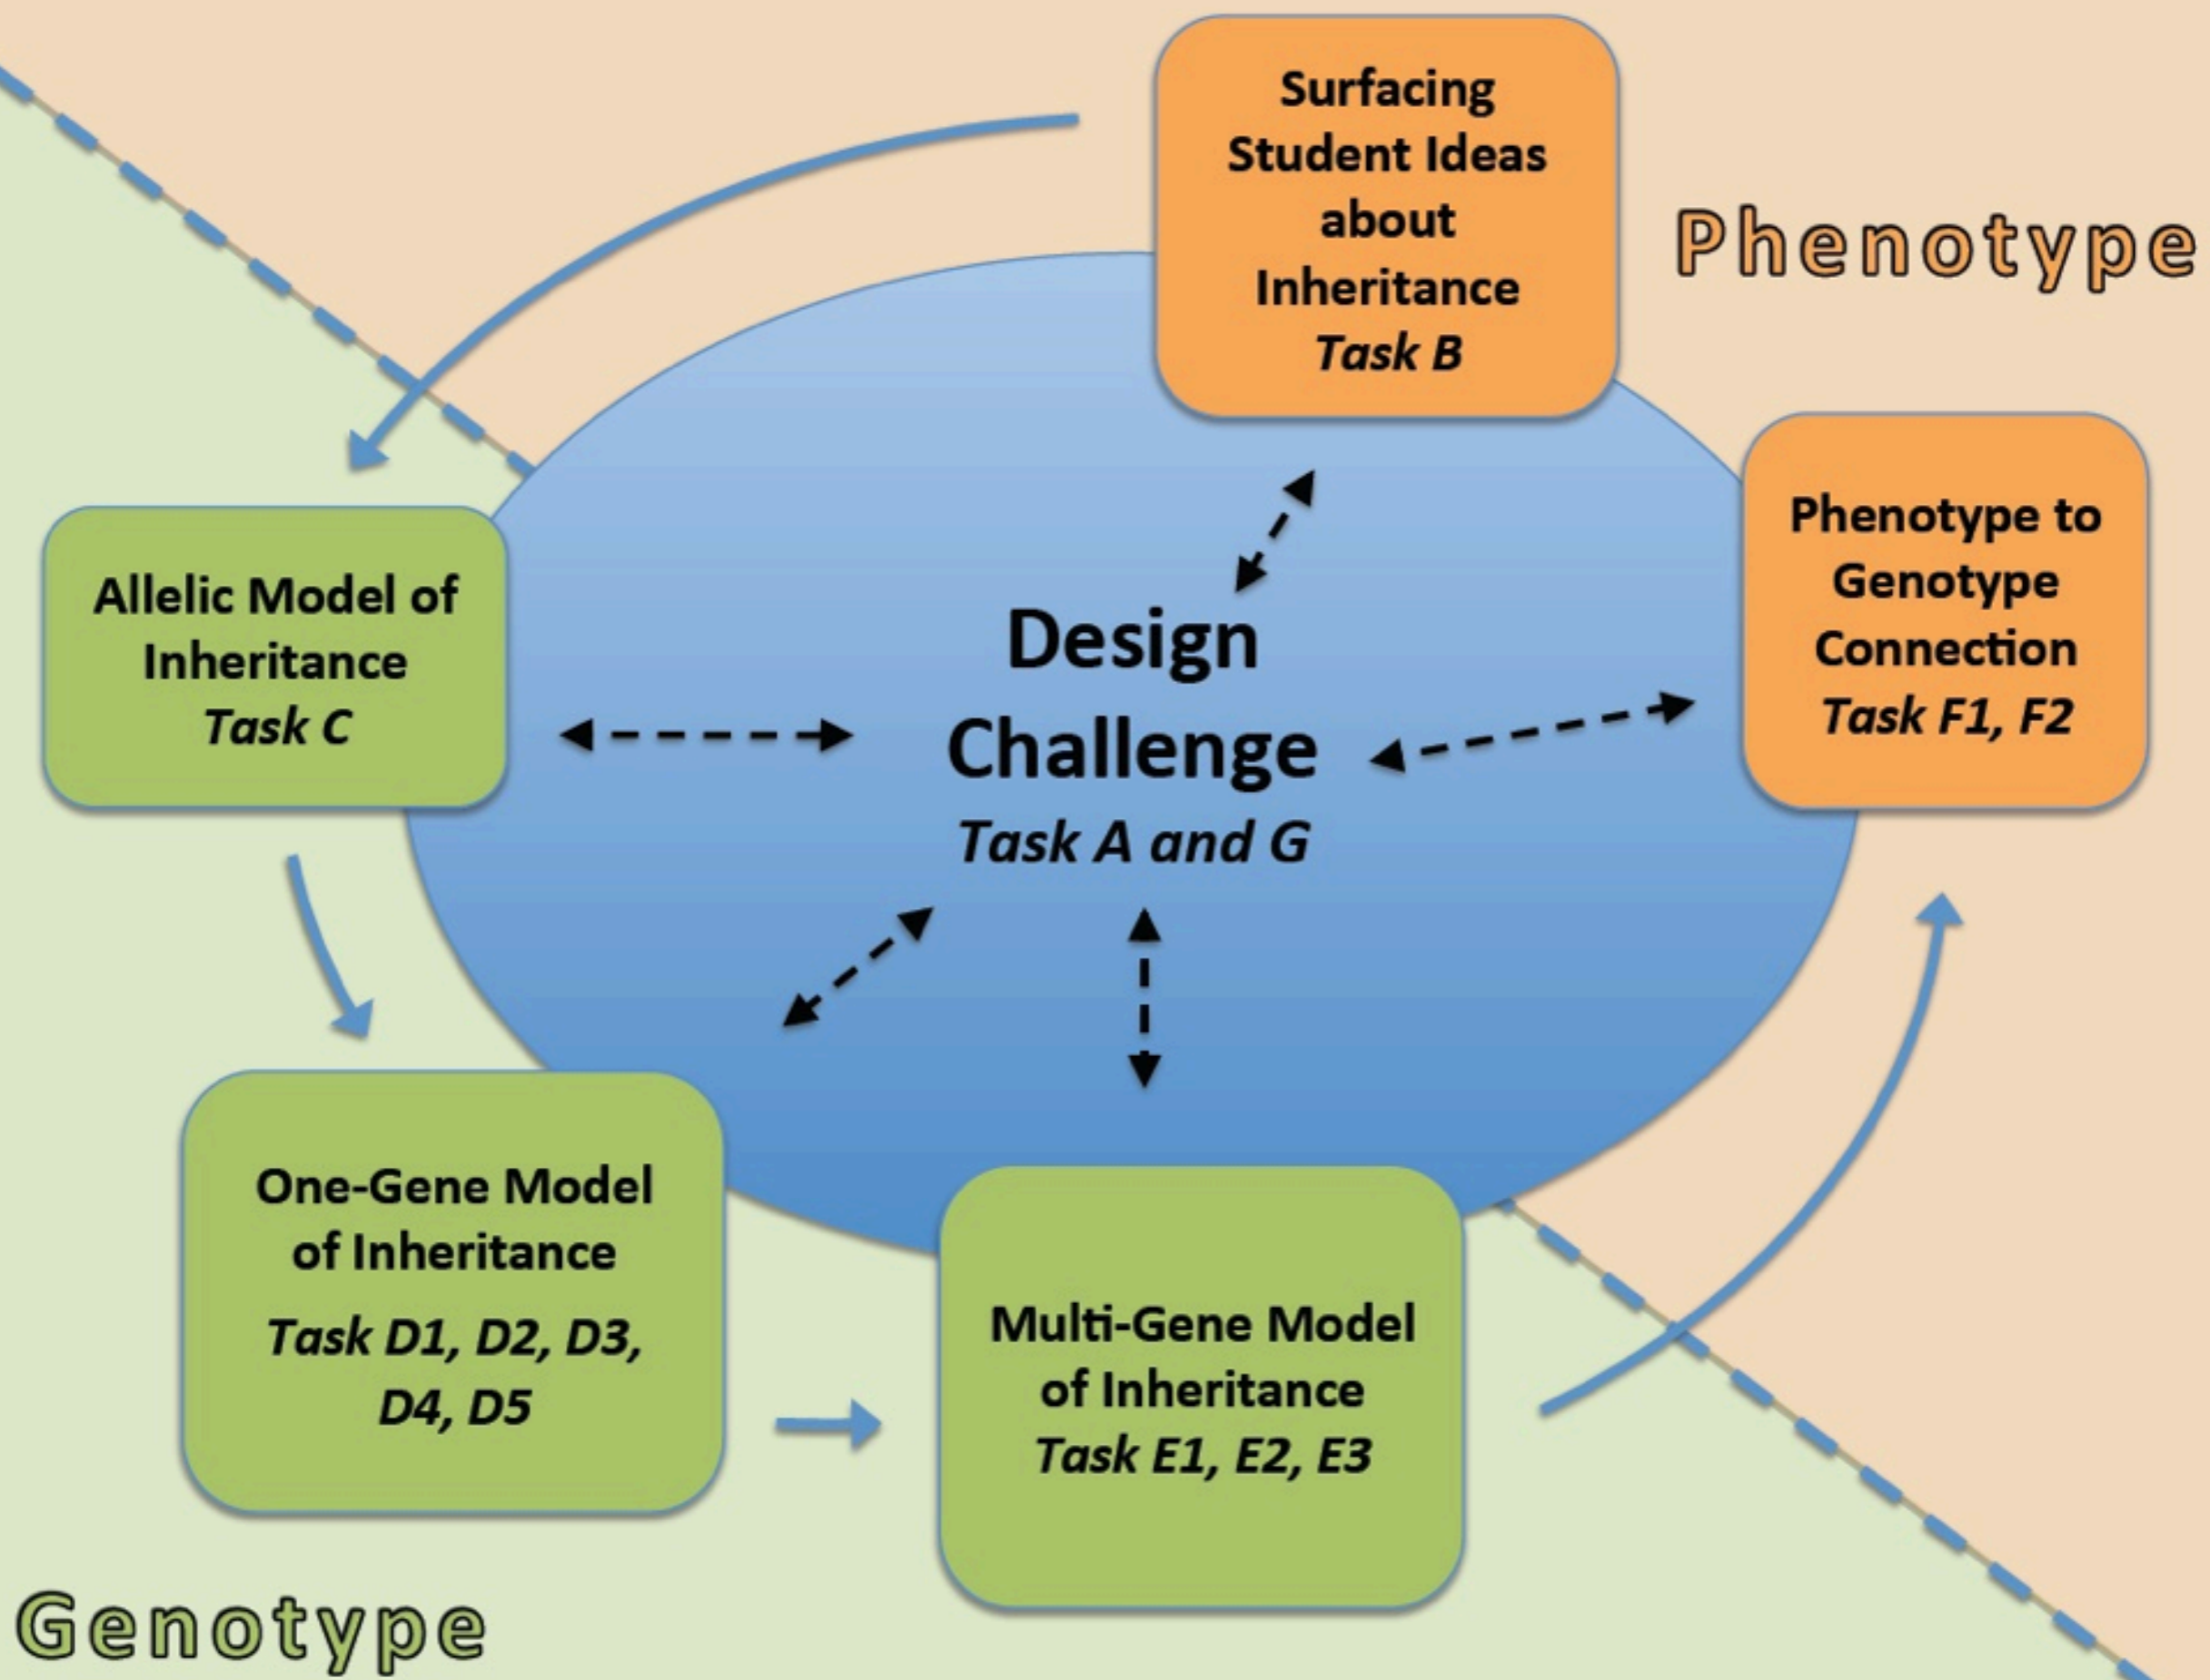 Surfacing
Student Ideas
about
Inheritance
Task B
Phenotype
Phenotype to
Genotype
Connection
Task F1, F2
Allelic Model of
Inheritance
Task C
Design
Challenge
Task A and G
One-Gene Model
of Inheritance
Task D1, D2, D3,
D4, D5
Multi-Gene Model
of Inheritance
Task E1, E2, E3
Genotype